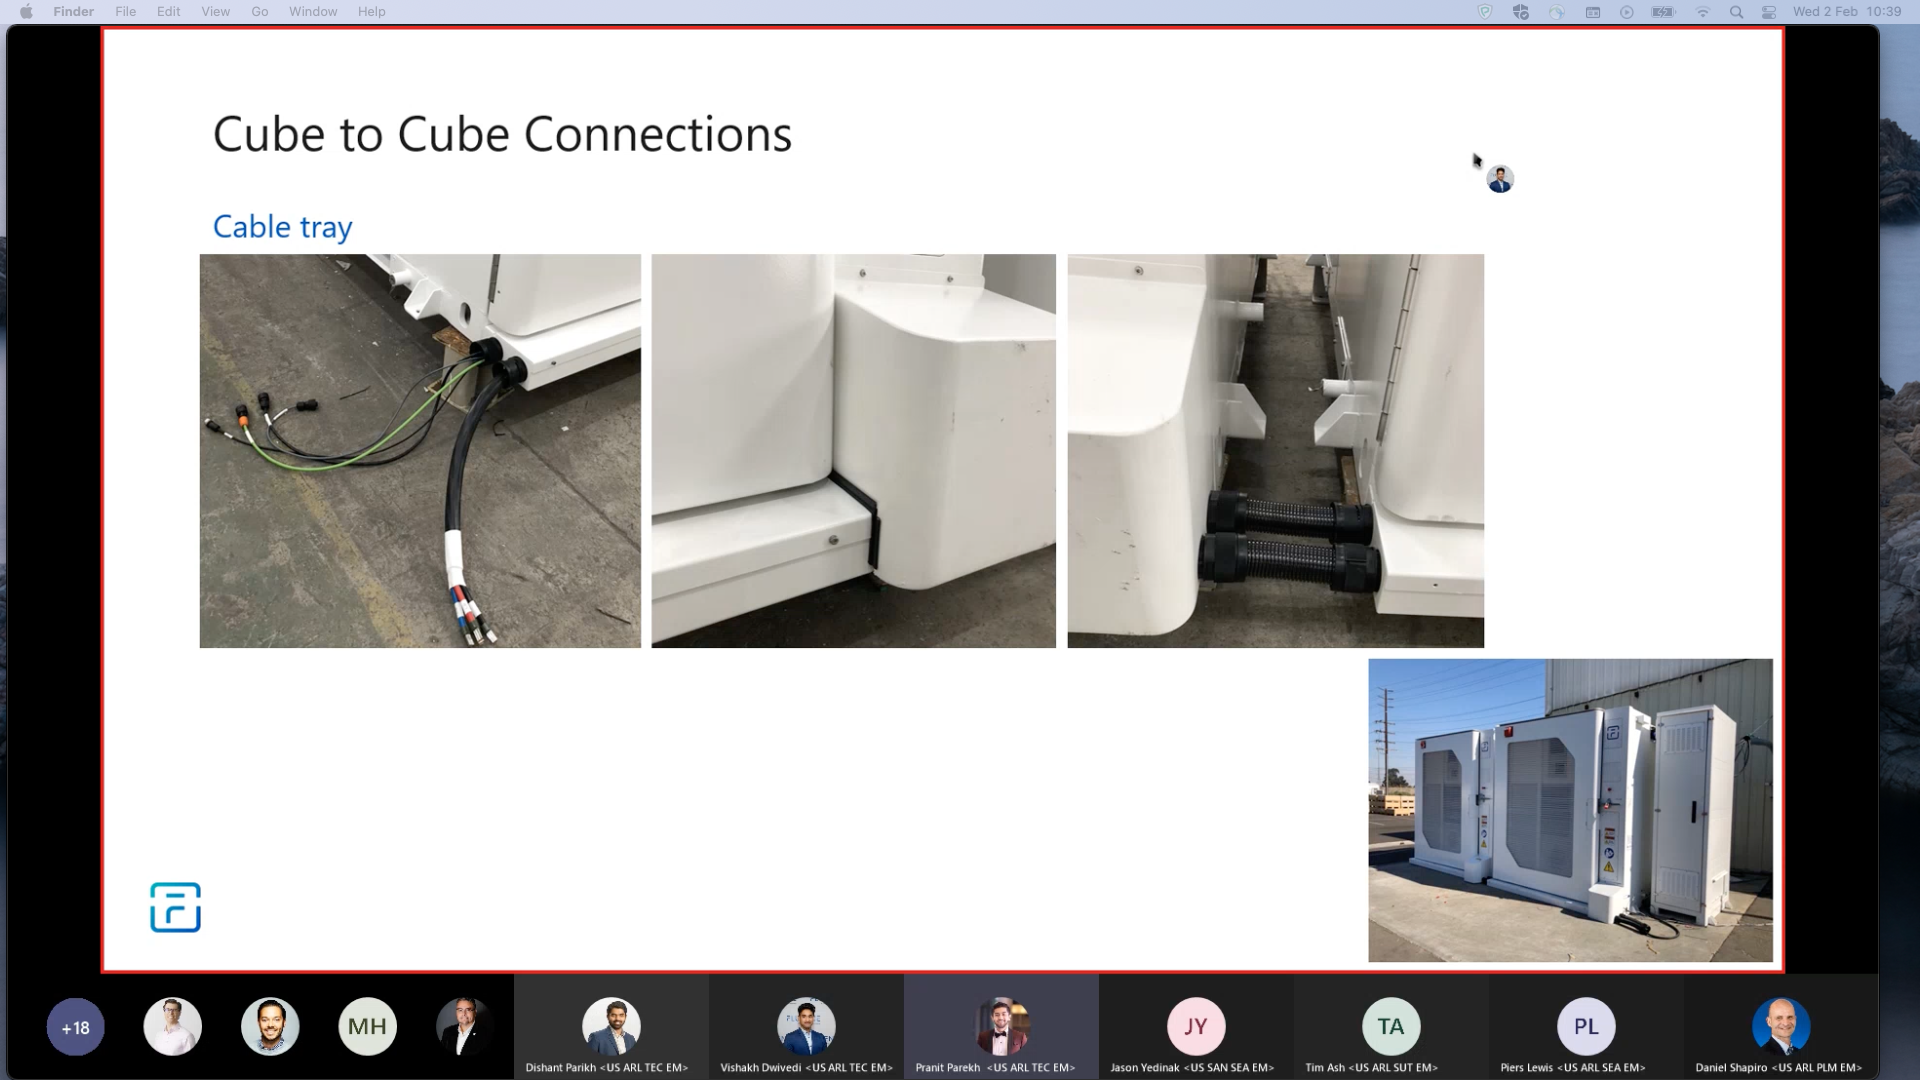 Finder File Edit View Go Window Help
Wed 2 Feb 10:39
Cube to Cube Connections
Cable tray
+18
MH
JY
TA
PL
Dishant Parikh <US ARL TEC EM>
Vishakh Dwivedi <US ARL TEC EM>
Pranit Parekh <US ARL TEC EM>
Jason Yedinak <US SAN SEA EM>
Tim Ash <US ARL SUT EM>
Piers Lewis <US ARL SEA EM>
Daniel Shapiro <US ARL PLM EM>